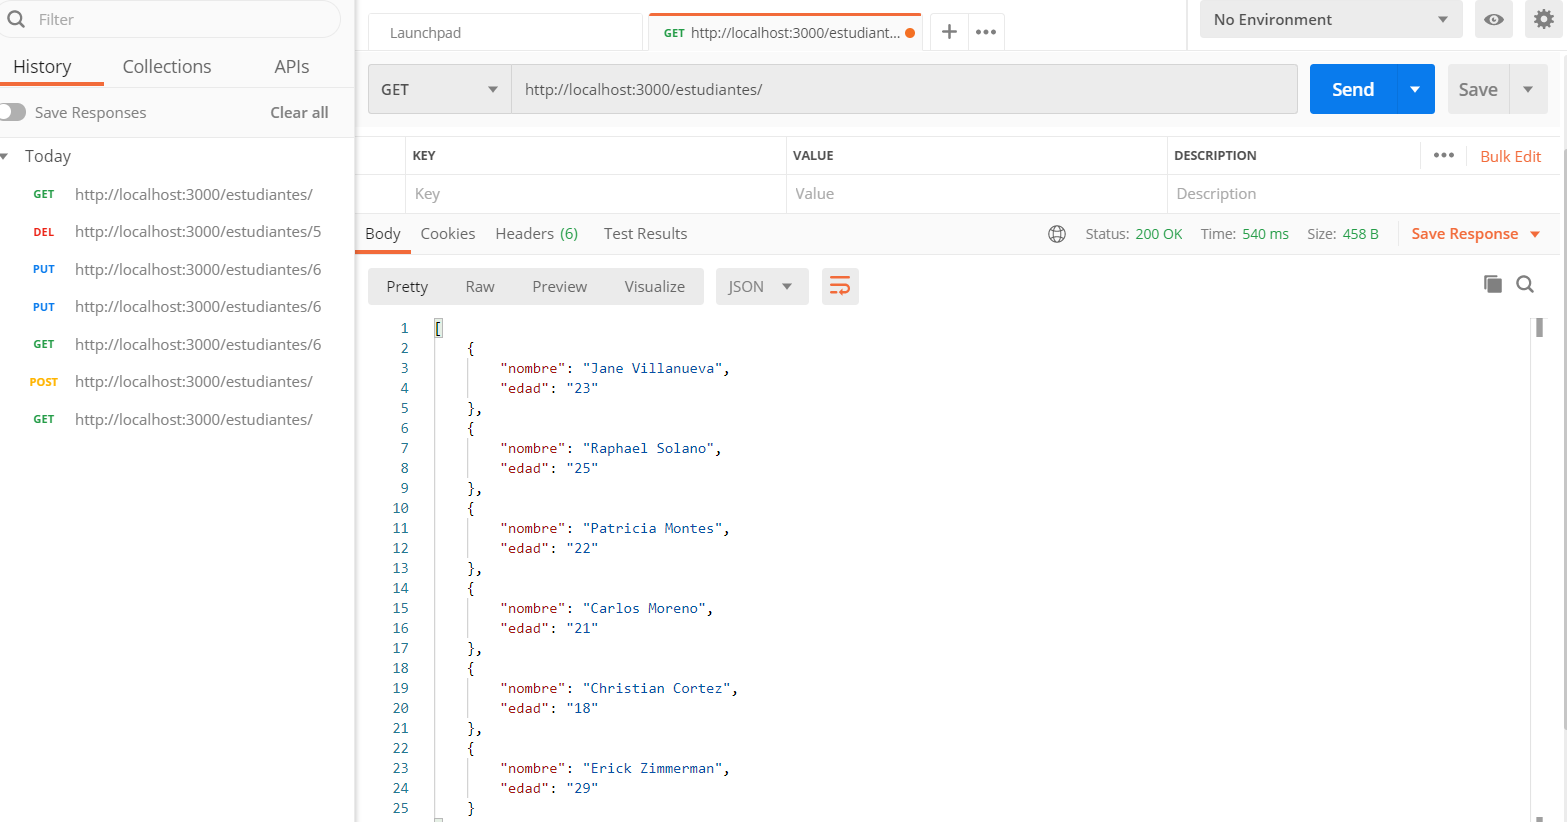 Filter
History Collections APIs
Save Responses Clear all
Today
GET http://localhost:3000/estudiantes/
DEL http://localhost:3000/estudiantes/5
PUT http://localhost:3000/estudiantes/6
PUT http://localhost:3000/estudiantes/6
GET http://localhost:3000/estudiantes/6
POST http://localhost:3000/estudiantes/
GET http://localhost:3000/estudiantes/
Launchpad GET http://localhost:3000/estudiant... No Environment
GET http://localhost:3000/estudiantes/ Send Save
KEY VALUE DESCRIPTION Bulk Edit
Key Value Description
Body Cookies Headers (6) Test Results Status: 200 OK Time: 540 ms Size: 458 B Save Response
Pretty Raw Preview Visualize JSON
1 [
2 {
3 "nombre": "Jane Villanueva",
4 "edad": "23"
5 },
6 {
7 "nombre": "Raphael Solano",
8 "edad": "25"
9 },
10 {
11 "nombre": "Patricia Montes",
12 "edad": "22"
13 },
14 {
15 "nombre": "Carlos Moreno",
16 "edad": "21"
17 },
18 {
19 "nombre": "Christian Cortez",
20 "edad": "18"
21 },
22 {
23 "nombre": "Erick Zimmerman",
24 "edad": "29"
25 }